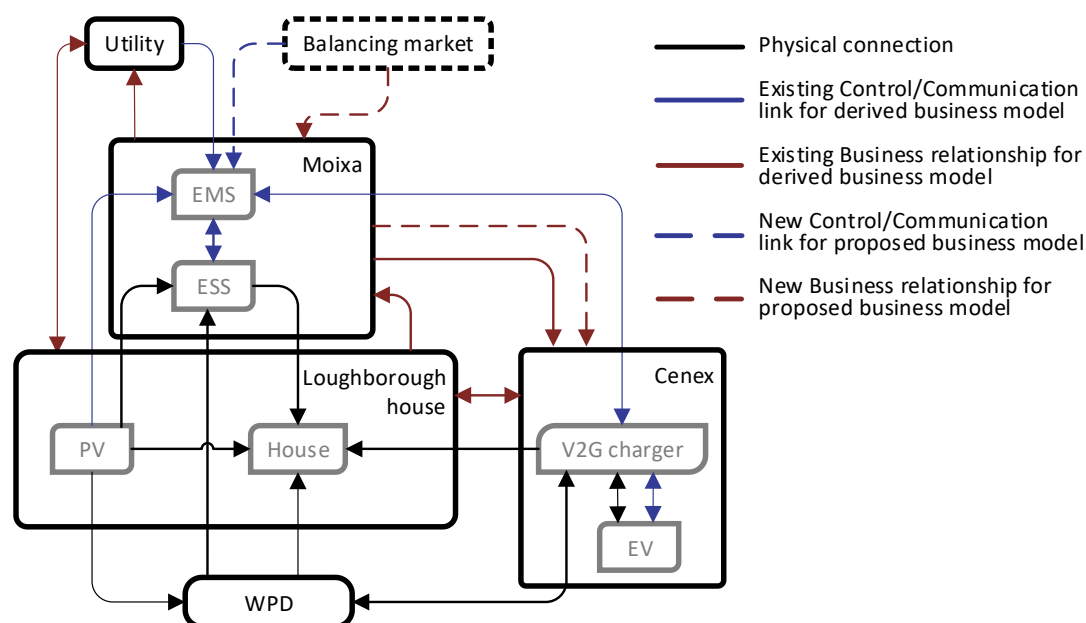 Utility
Balancing market
Moixa
EMS
ESS
Loughborough
house
PV
House
Cenex
V2G charger
EV
WPD
Physical connection
Existing Control/Communication
link for derived business model
Existing Business relationship for
derived business model
New Control/Communication
link for proposed business model
New Business relationship for
proposed business model